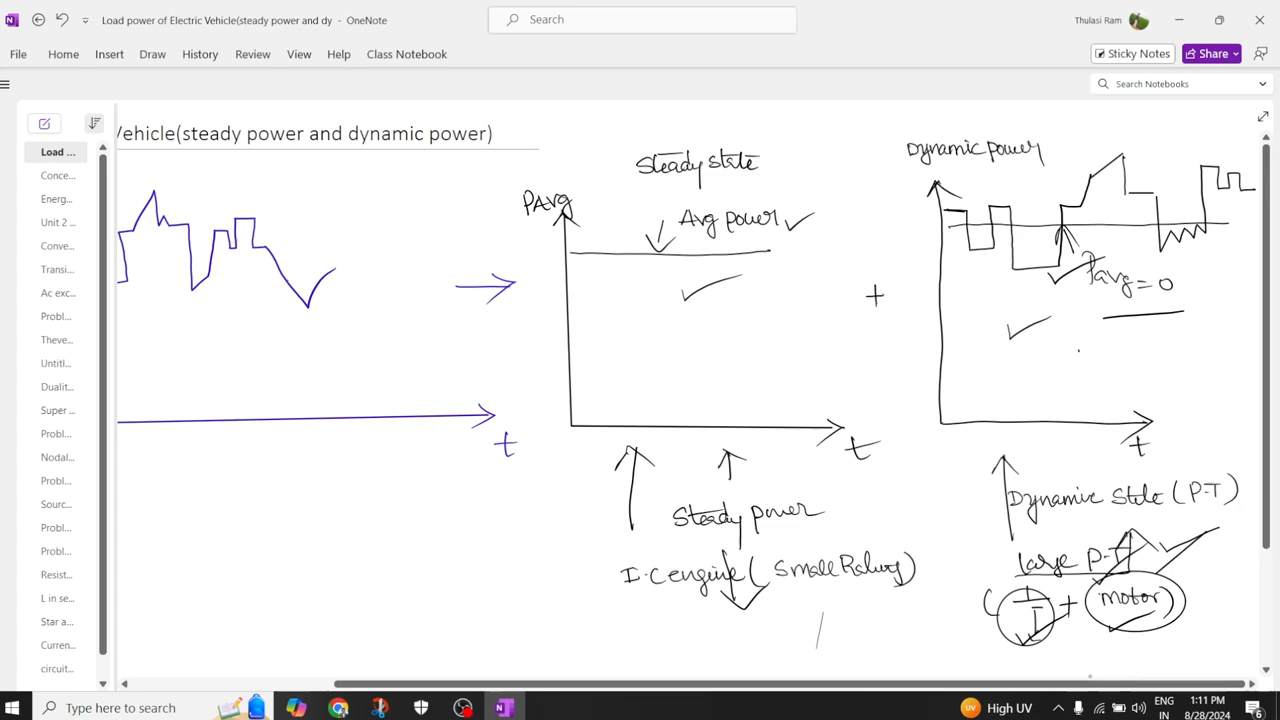 Load power of Electric Vehicle(steady power and dy - OneNote
Search
Thulasi Ram
File Home Insert Draw History Review View Help Class Notebook
Sticky Notes
Share
Search Notebooks
Vehicle(steady power and dynamic power)
Load ...
Conce...
Energ...
Unit 2 ...
Conve...
Transi...
Ac exc...
Probl...
Theve...
Untitl...
Dualit...
Super ...
Probl...
Nodal...
Probl...
Sourc...
Probl...
Probl...
Resist...
L in se...
Star a...
Curren...
circuit...
t
Steady state
PAvg
Avg power
t
Steady power
I.C engine (Small
+
Dynamic power
Pavg = 0
t
Dynamic State (P-T)
large P-T
+ motor)
Type here to search
High UV
ENG
IN
1:11 PM
8/28/2024
6